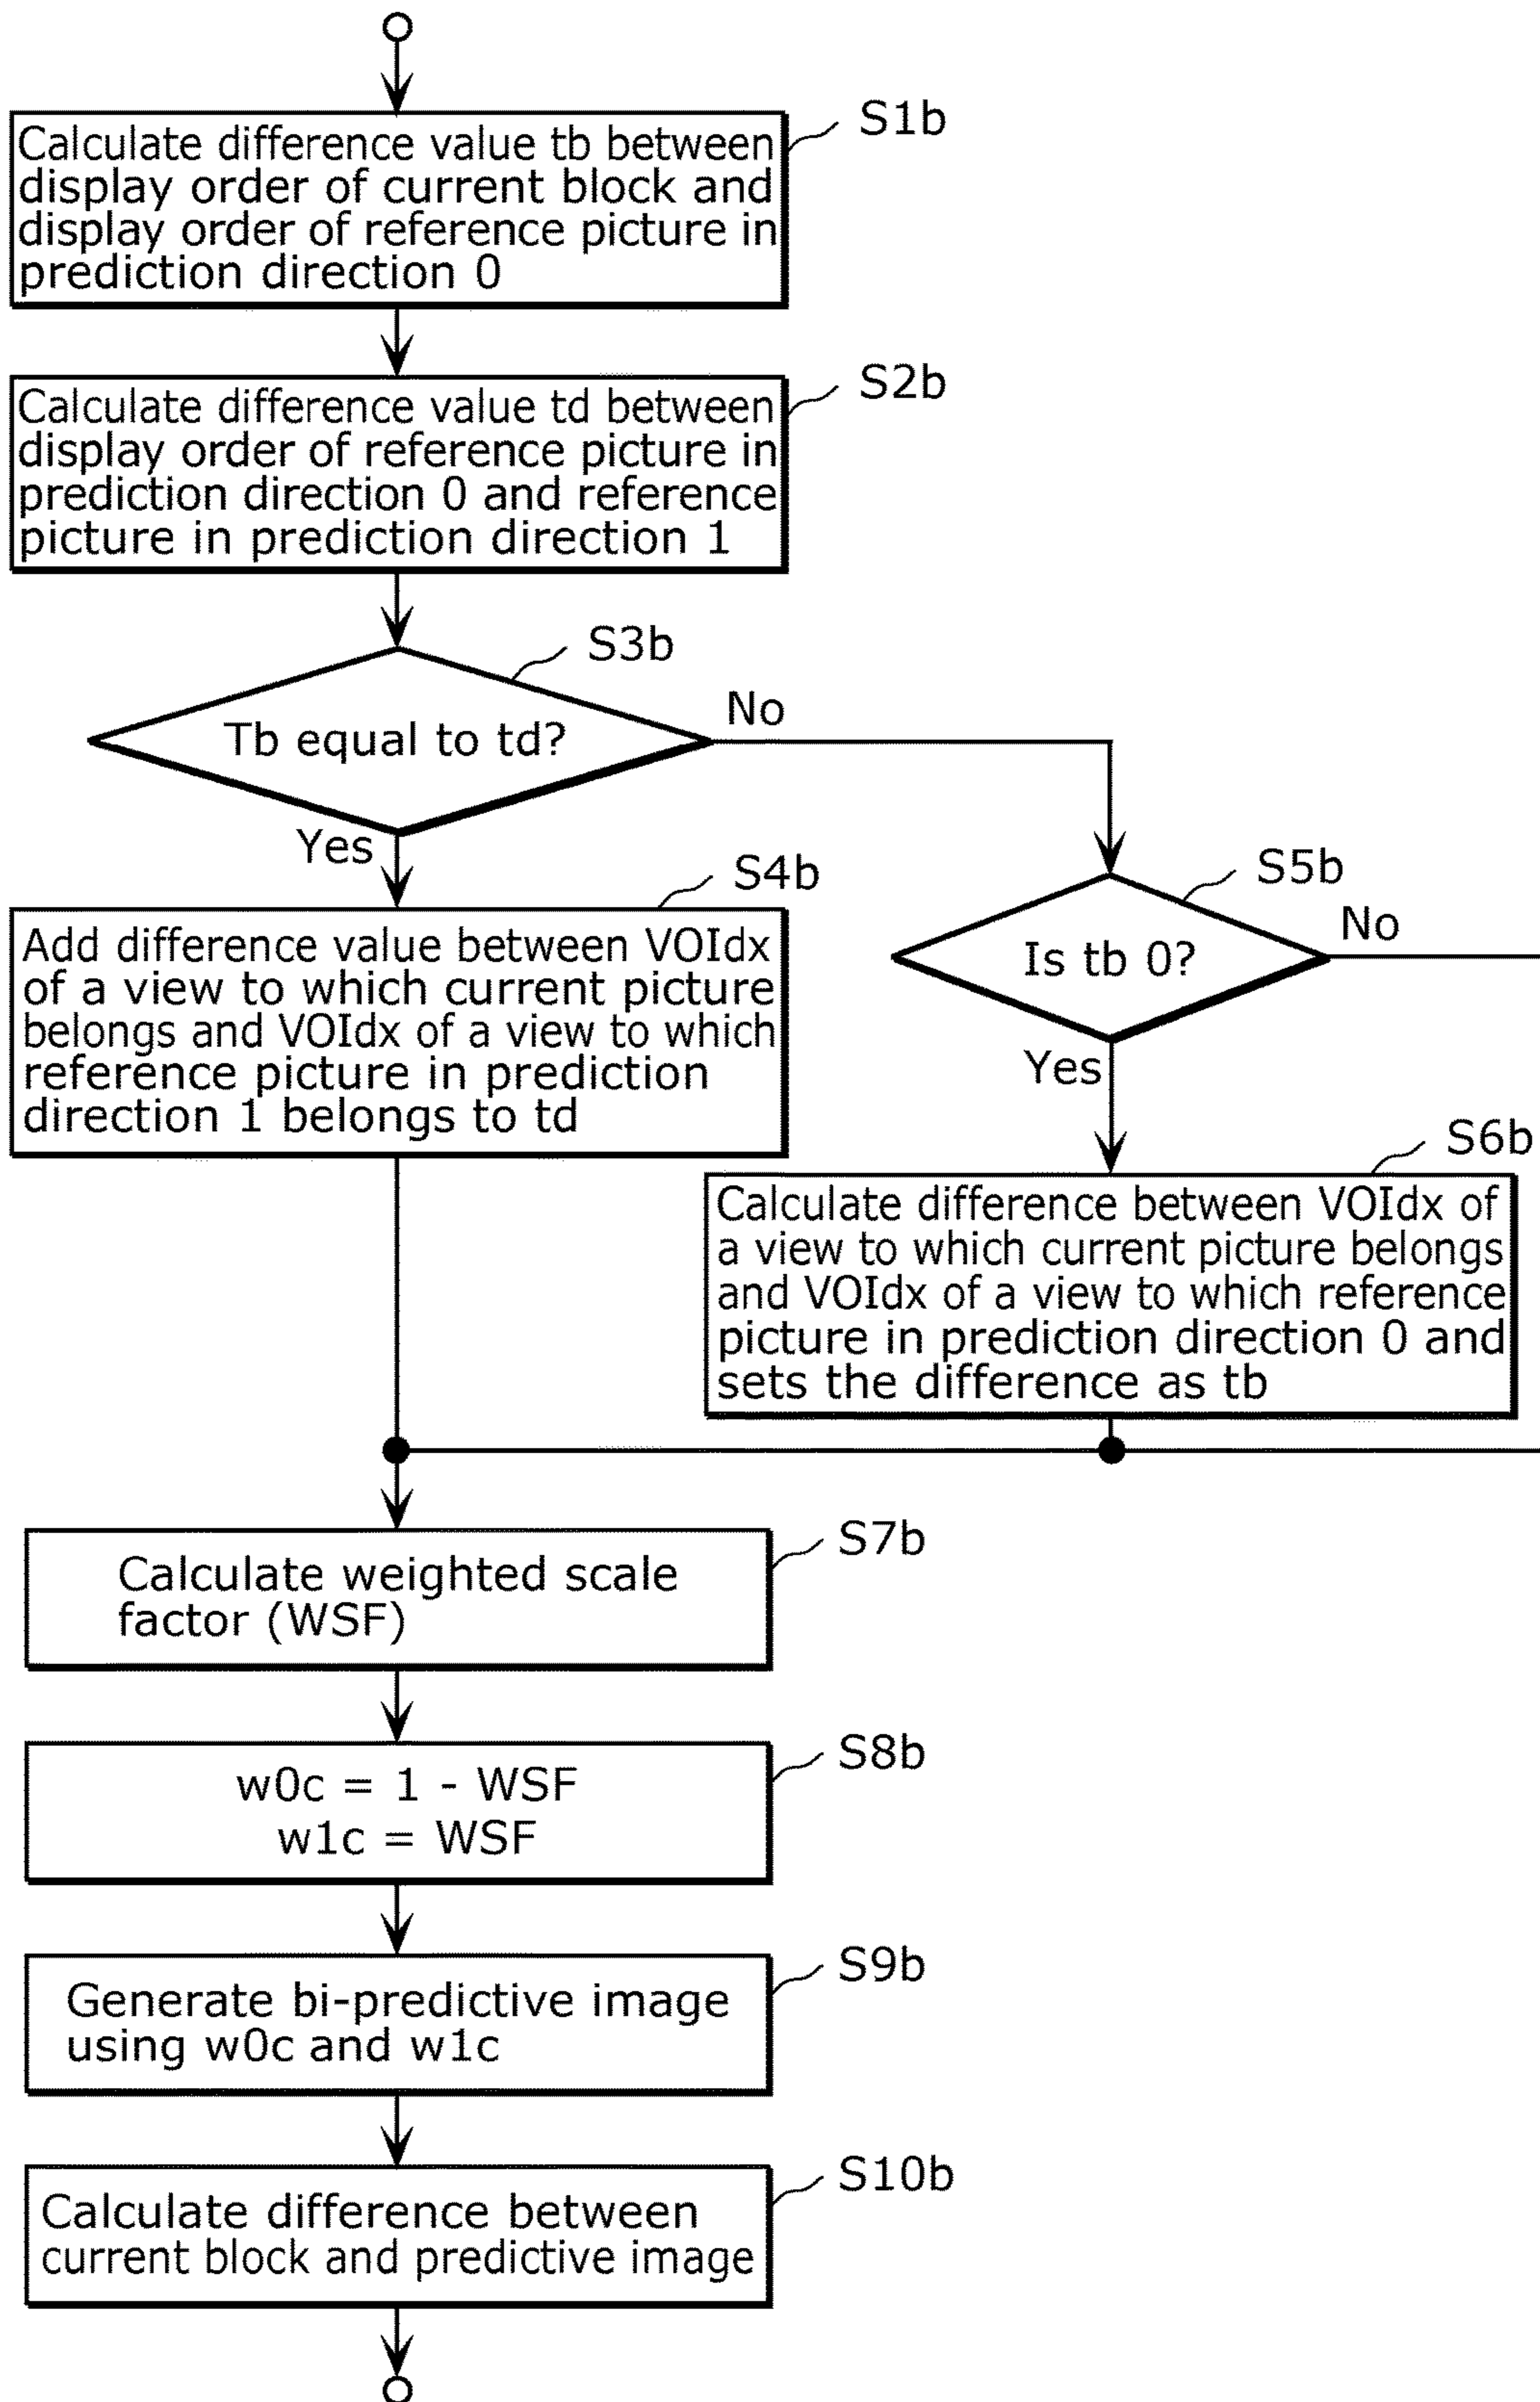 S1b
Calculate difference value tb between
display order of current block and
display order of reference picture in
prediction direction 0
S2b
Calculate difference value td between
display order of reference picture in
prediction direction 0 and reference
picture in prediction direction 1
S3b
Tb equal to td?
No
Yes
S4b
Add difference value between VOIdx
of a view to which current picture
belongs and VOIdx of a view to which
reference picture in prediction
direction 1 belongs to td
S5b
Is tb 0?
No
Yes
S6b
Calculate difference between VOIdx of
a view to which current picture belongs
and VOIdx of a view to which reference
picture in prediction direction 0 and
sets the difference as tb
S7b
Calculate weighted scale
factor (WSF)
S8b
w0c = 1 - WSF
w1c = WSF
S9b
Generate bi-predictive image
using w0c and w1c
S10b
Calculate difference between
current block and predictive image